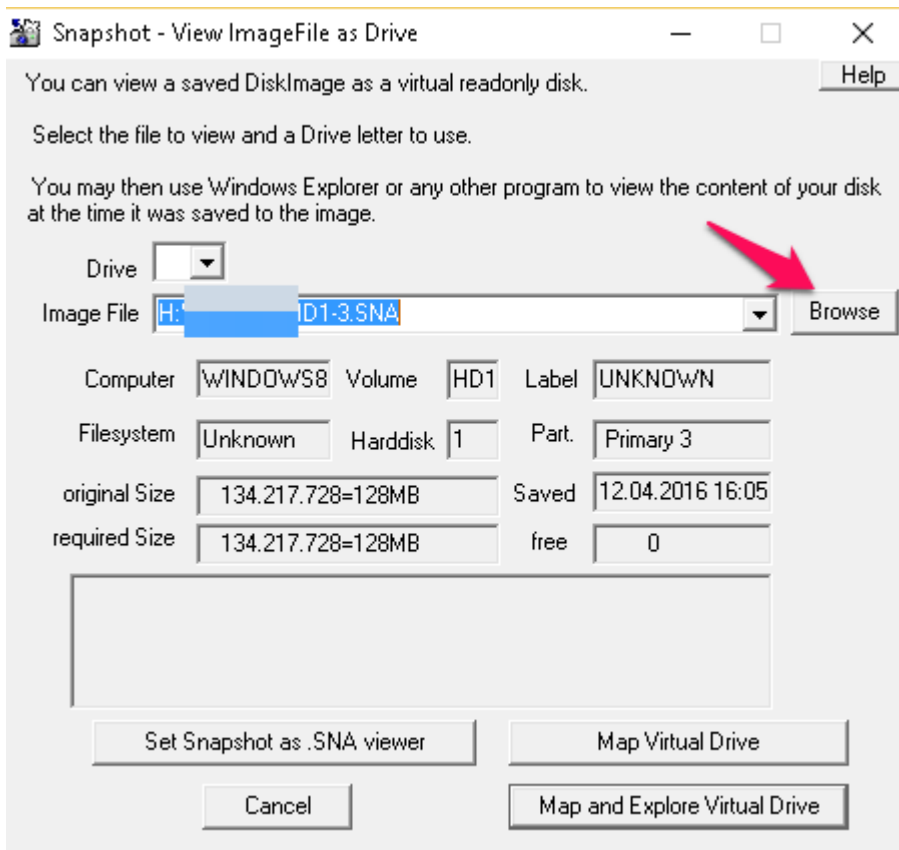 Snapshot - View ImageFile as Drive
Help
You can view a saved DiskImage as a virtual readonly disk.
Select the file to view and a Drive letter to use.
You may then use Windows Explorer or any other program to view the content of your disk
at the time it was saved to the image.
Drive
Image File H: D1-3.SNA Browse
Computer WINDOWS8 Volume HD1 Label UNKNOWN
Filesystem Unknown Harddisk 1 Part. Primary 3
original Size 134.217.728=128MB Saved 12.04.2016 16:05
required Size 134.217.728=128MB free 0
Set Snapshot as .SNA viewer Map Virtual Drive
Cancel Map and Explore Virtual Drive